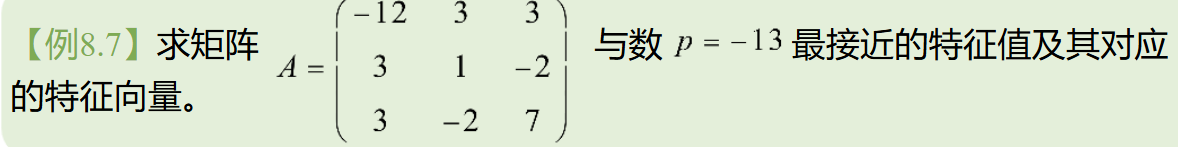 【例8.7】求矩阵 A = ( -12 3 3 ; 3 1 -2 ; 3 -2 7 ) 与数 p = -13 最接近的特征值及其对应
的特征向量。